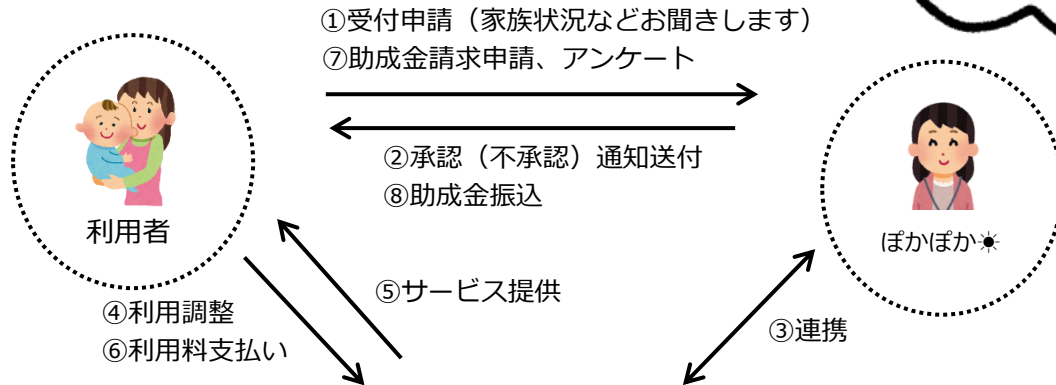 ①受付申請（家族状況などお聞きします）
⑦助成金請求申請、アンケート
②承認（不承認）通知送付
⑧助成金振込
利用者
ぽかぽか☀
⑤サービス提供
④利用調整
⑥利用料支払い
③連携